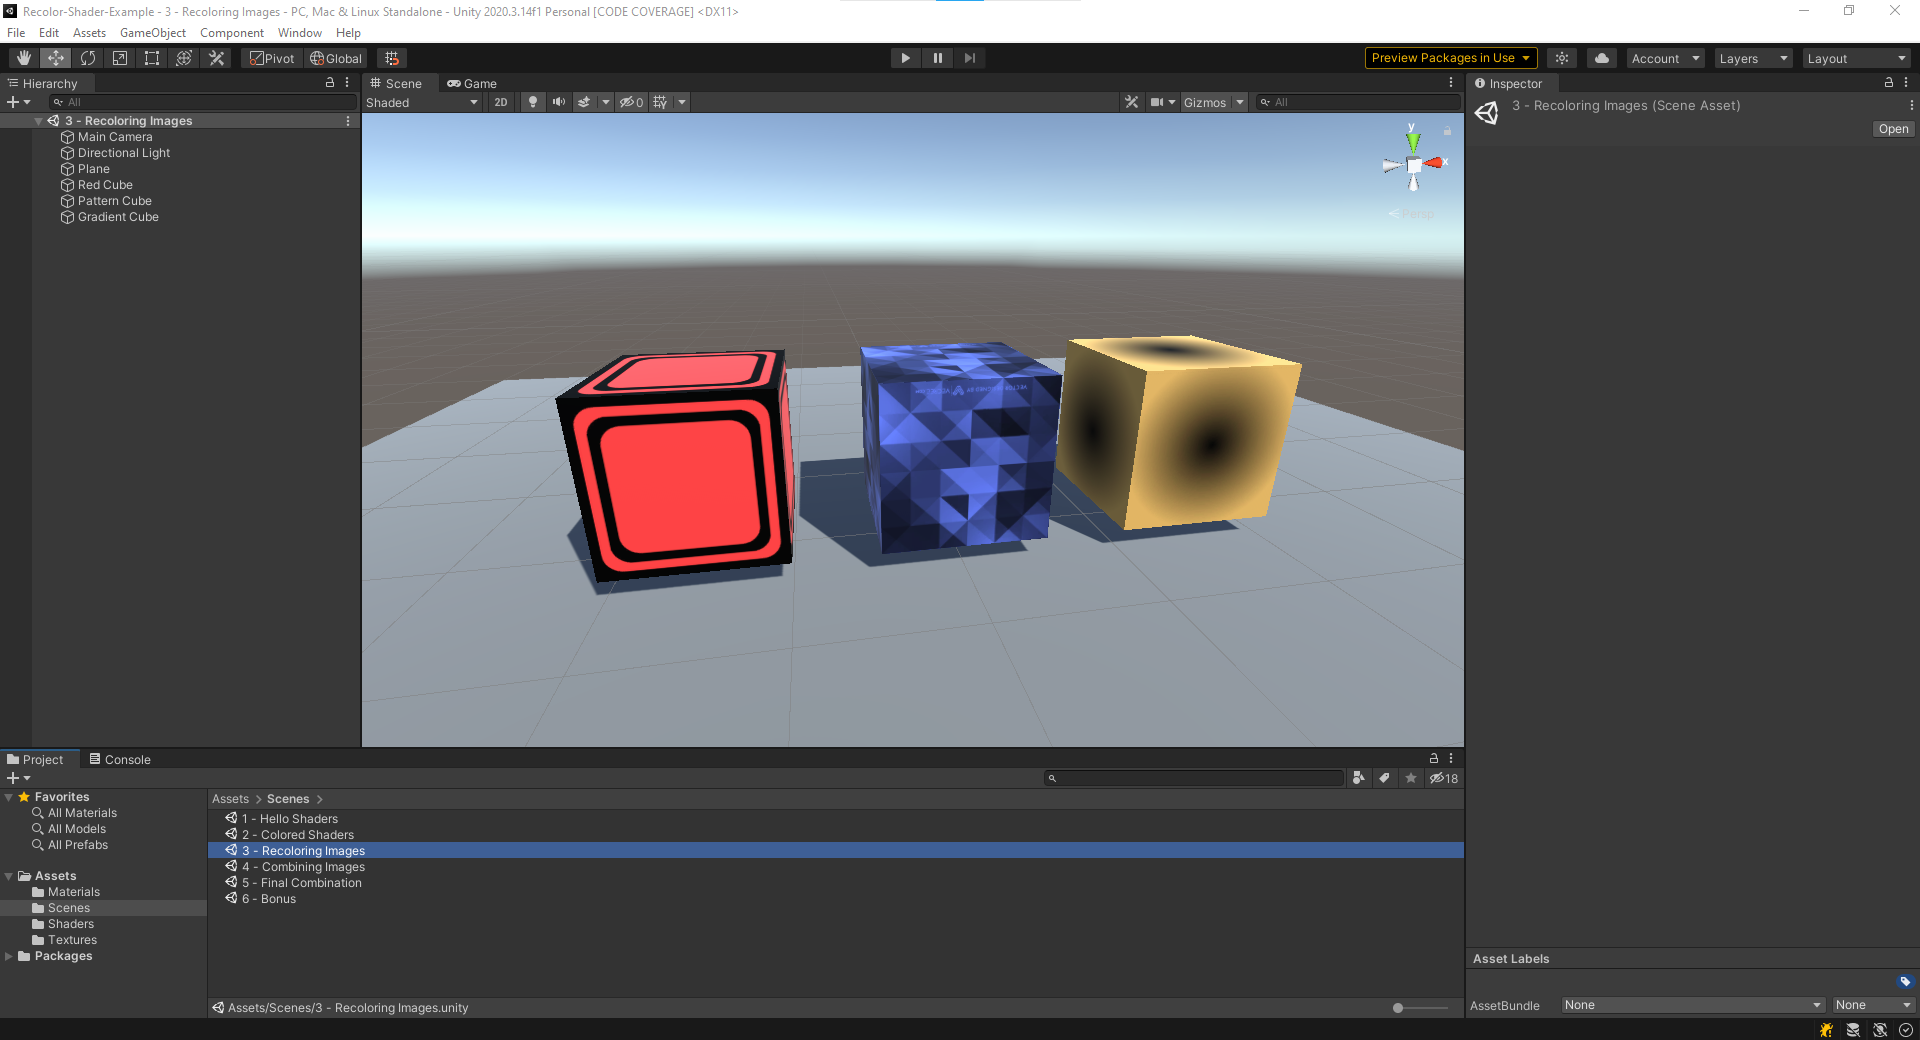 Recolor-Shader-Example - 3 - Recoloring Images - PC, Mac & Linux Standalone - Unity 2020.3.14f1 Personal [CODE COVERAGE] <DX11>
File Edit Assets GameObject Component Window Help
Pivot Global Preview Packages in Use Account Layers Layout
Hierarchy Scene Game Inspector
All Shaded 2D 0 Gizmos All
3 - Recoloring Images (Scene Asset)
Open
3 - Recoloring Images
Main Camera
Directional Light
Plane
Red Cube
Pattern Cube
Gradient Cube
y
x
Persp
Project Console
18
Favorites
All Materials
All Models
All Prefabs
Assets
Materials
Scenes
Shaders
Textures
Packages
Assets > Scenes >
1 - Hello Shaders
2 - Colored Shaders
3 - Recoloring Images
4 - Combining Images
5 - Final Combination
6 - Bonus
Assets/Scenes/3 - Recoloring Images.unity
Asset Labels
AssetBundle None None